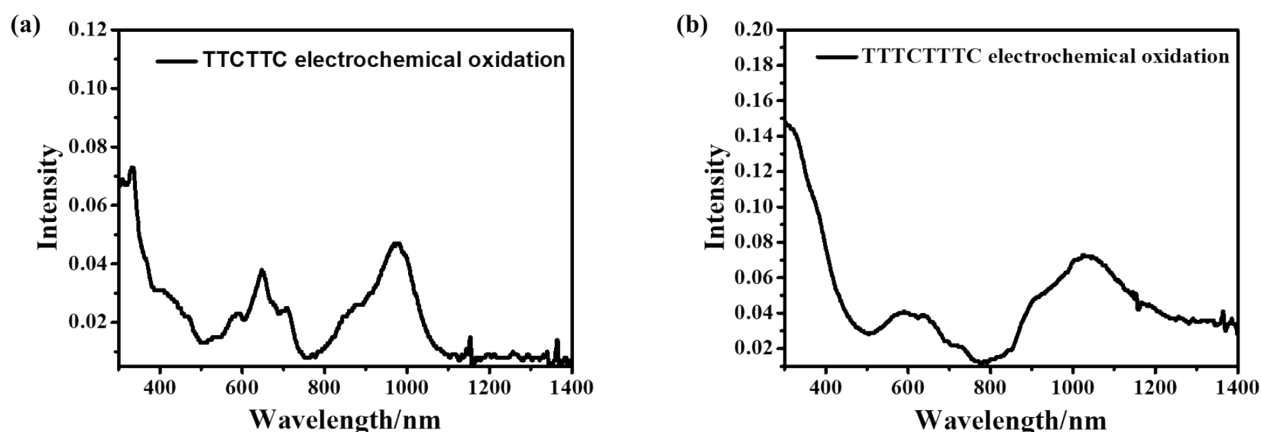 (a)
TTCTTC electrochemical oxidation
Intensity
0.12
0.10
0.08
0.06
0.04
0.02
400 600 800 1000 1200 1400
Wavelength/nm
(b)
TTTCTTTC electrochemical oxidation
Intensity
0.20
0.18
0.16
0.14
0.12
0.10
0.08
0.06
0.04
0.02
400 600 800 1000 1200 1400
Wavelength/nm